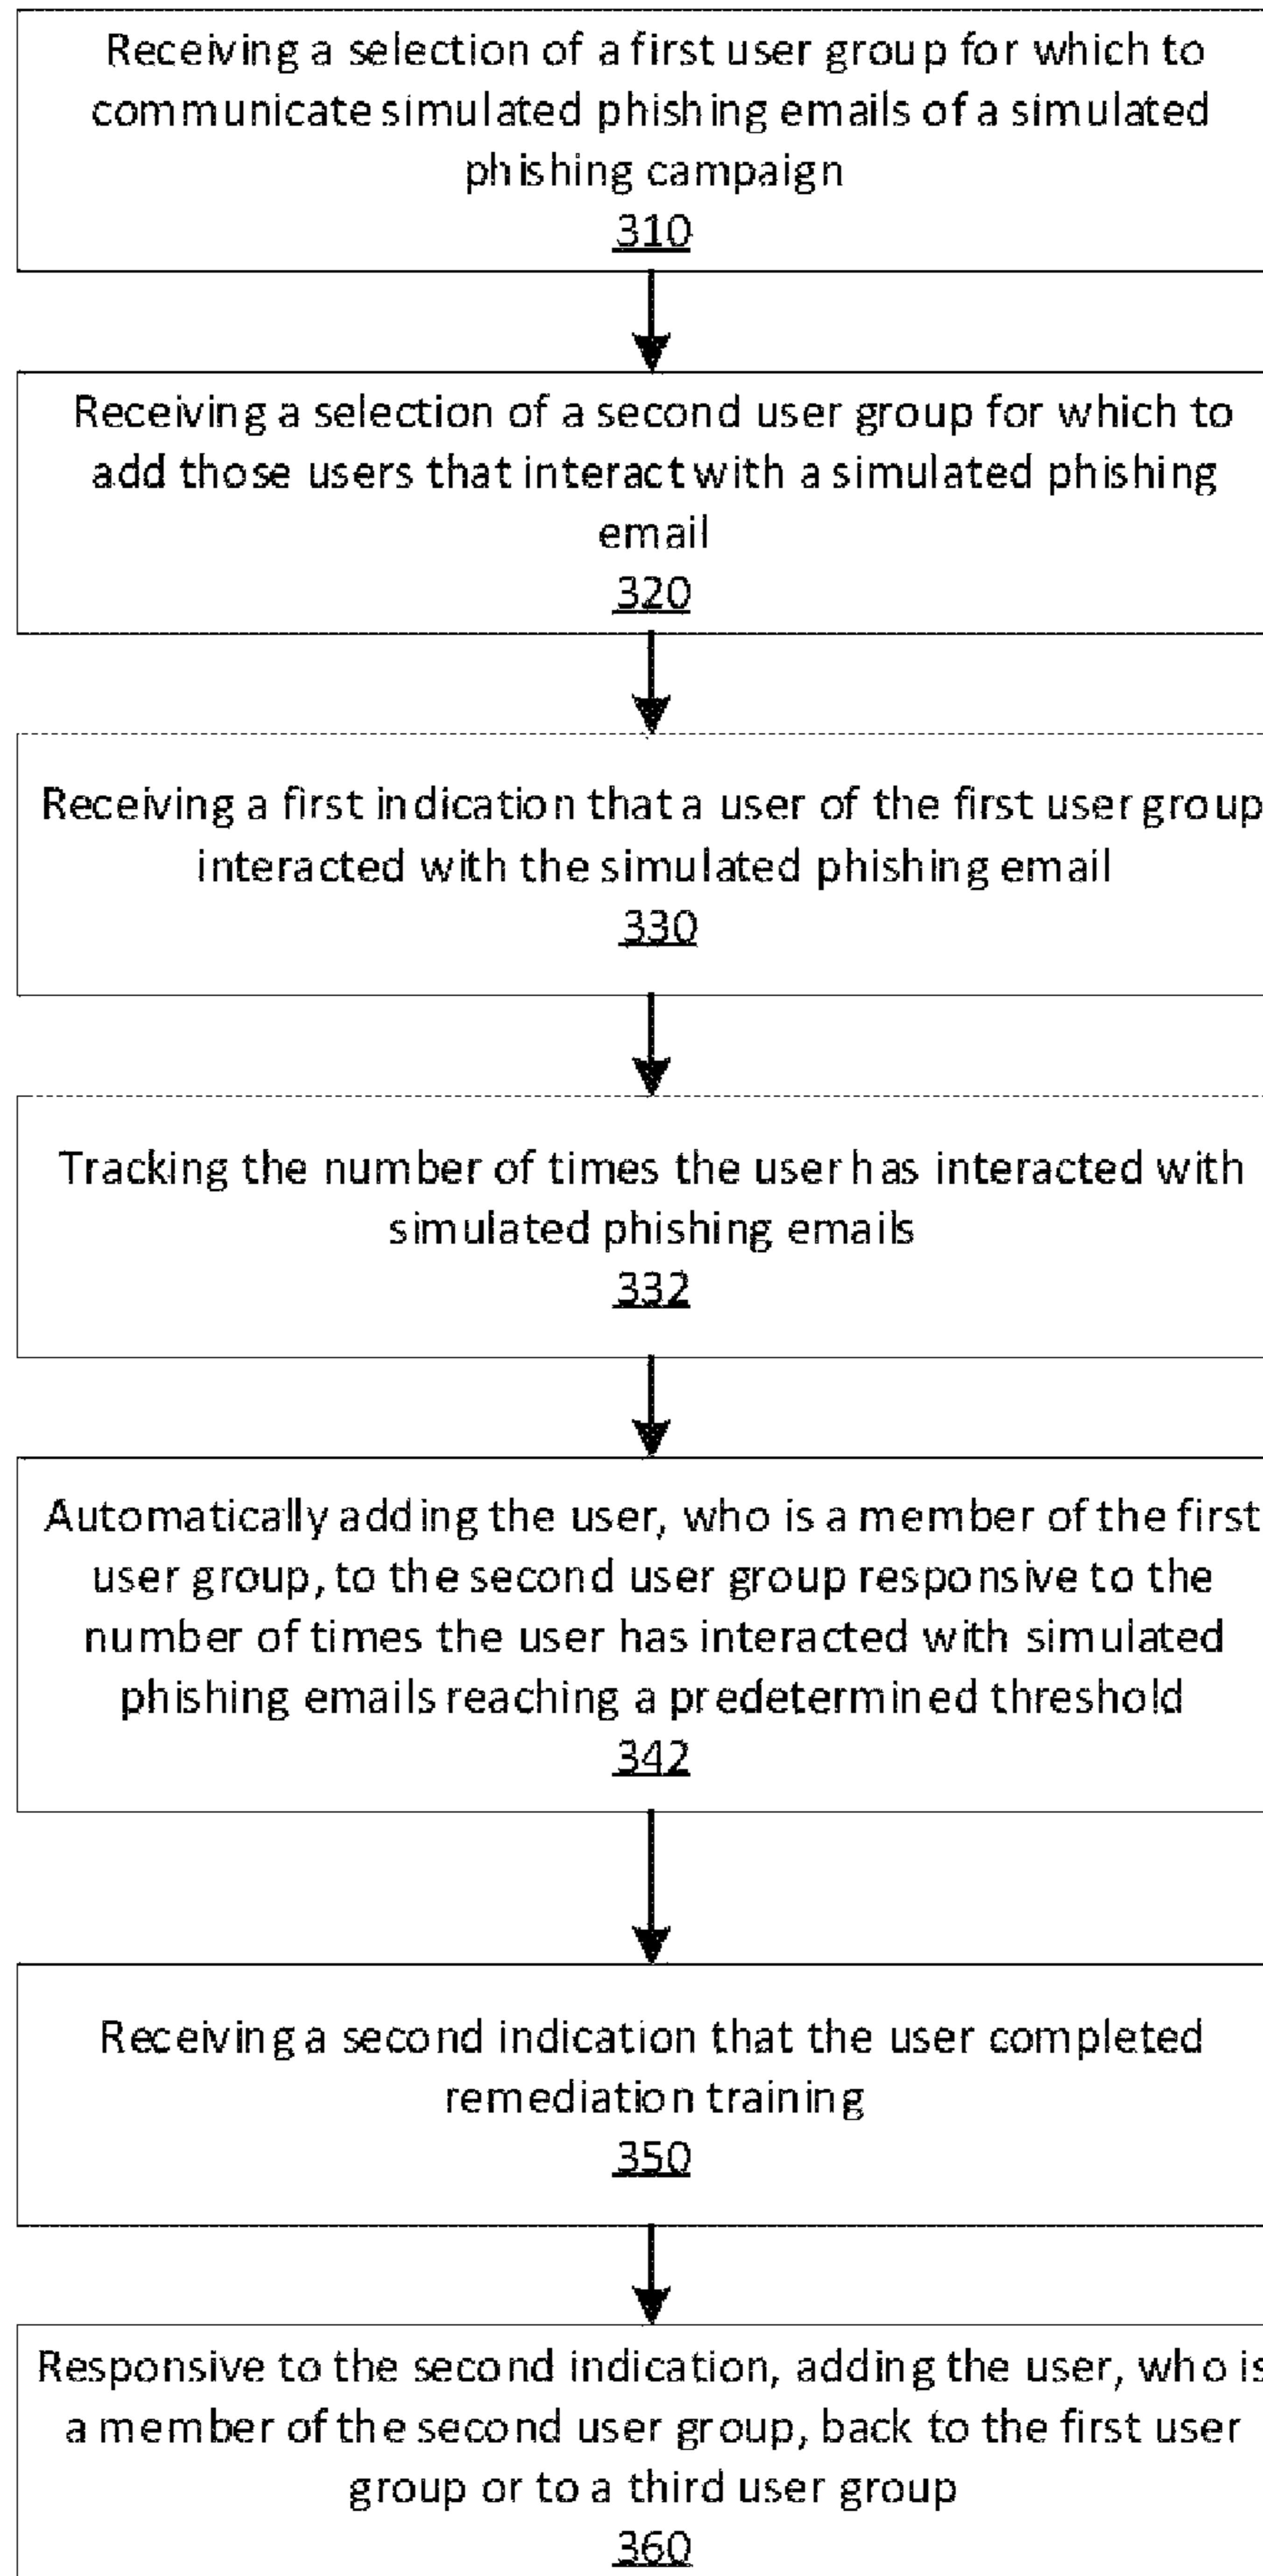 Receiving a selection of a first user group for which to
communicate simulated phishing emails of a simulated
phishing campaign
310
Receiving a selection of a second user group for which to
add those users that interact with a simulated phishing
email
320
Receiving a first indication that a user of the first user group
interacted with the simulated phishing email
330
Tracking the number of times the user has interacted with
simulated phishing emails
332
Automatically adding the user, who is a member of the first
user group, to the second user group responsive to the
number of times the user has interacted with simulated
phishing emails reaching a predetermined threshold
342
Receiving a second indication that the user completed
remediation training
350
Responsive to the second indication, adding the user, who is
a member of the second user group, back to the first user
group or to a third user group
360